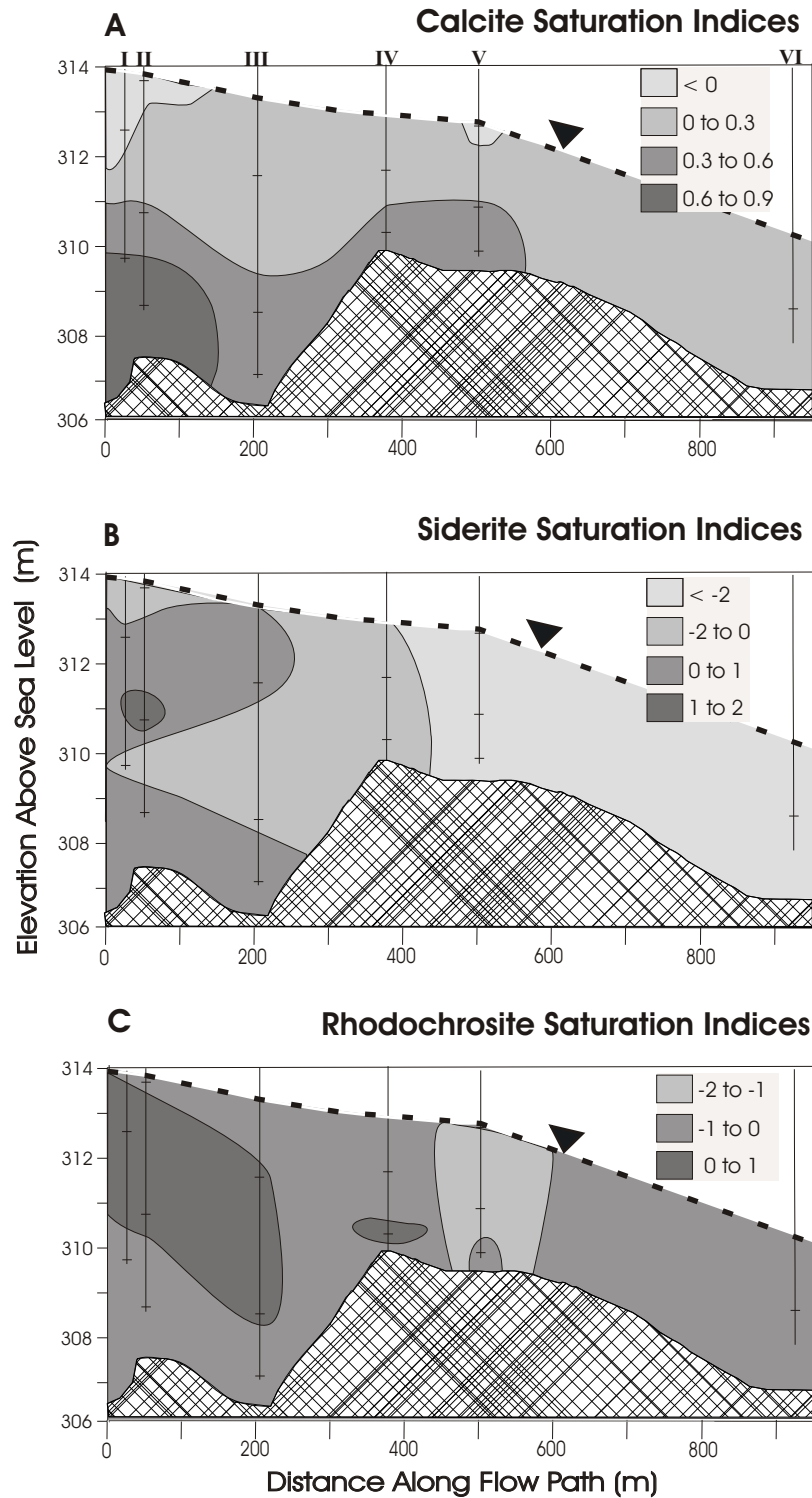 A
Calcite Saturation Indices
I II III IV V VI
314
312
310
308
306
< 0
0 to 0.3
0.3 to 0.6
0.6 to 0.9
0 200 400 600 800
B
Siderite Saturation Indices
314
312
310
308
306
< -2
-2 to 0
0 to 1
1 to 2
0 200 400 600 800
Elevation Above Sea Level (m)
C
Rhodochrosite Saturation Indices
314
312
310
308
306
-2 to -1
-1 to 0
0 to 1
0 200 400 600 800
Distance Along Flow Path (m)